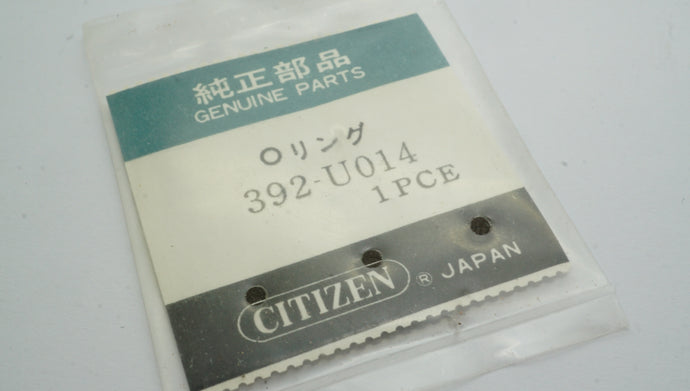 純正部品
GENUINE PARTS
Oリング
392-U014
1PCE
CITIZEN ® JAPAN